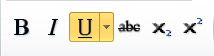 B I U abc x₂ x²